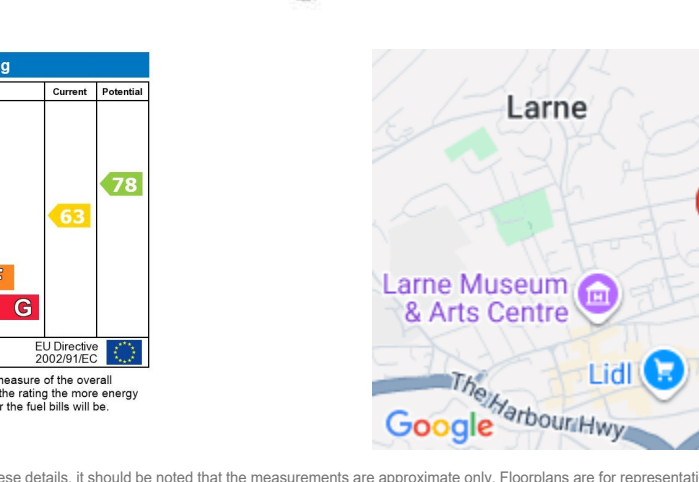 g
Current Potential
78
63
F
G
EU Directive
2002/91/EC
measure of the overall
the rating the more energy
r the fuel bills will be.
Larne
Larne Museum
& Arts Centre
Lidl
The Harbour Hwy
Google
ese details, it should be noted that the measurements are approximate only. Floorplans are for representati